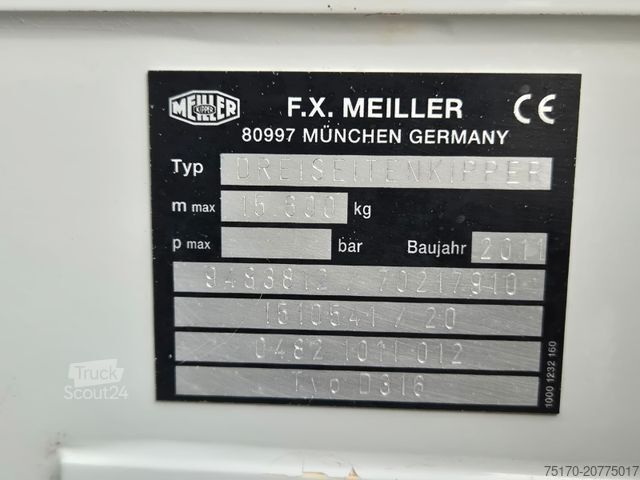 MEILLER
KIPPER
F.X. MEILLER CE
80997 MÜNCHEN GERMANY
Typ DREISEITENKIPPER
m max 15.800 kg
p max bar Baujahr 2011
9483812 . 70217910
1510541 / 20
0482 1011 012
Typ D316
1000 1232 160
Truck
Scout24
75170-20775017